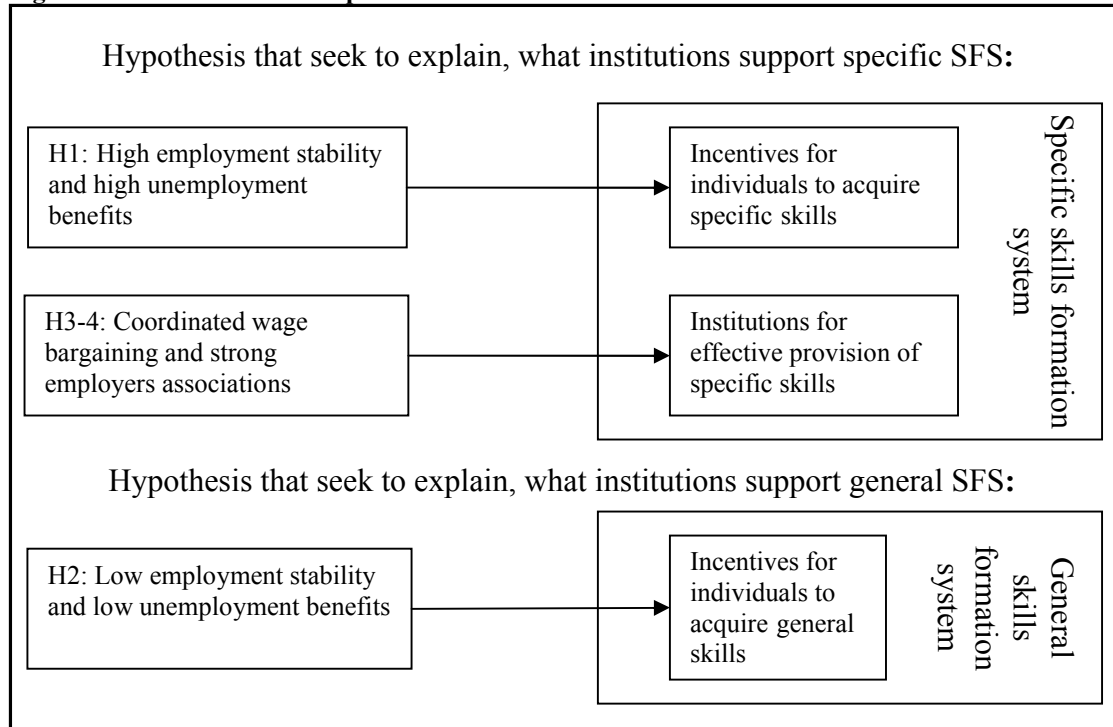 Hypothesis that seek to explain, what institutions support specific SFS:
H1: High employment stability
and high unemployment
benefits
Incentives for
individuals to acquire
specific skills
H3-4: Coordinated wage
bargaining and strong
employers associations
Institutions for
effective provision of
specific skills
Specific skills formation
system
Hypothesis that seek to explain, what institutions support general SFS:
H2: Low employment stability
and low unemployment benefits
Incentives for
individuals to
acquire general
skills
General
skills
formation
system